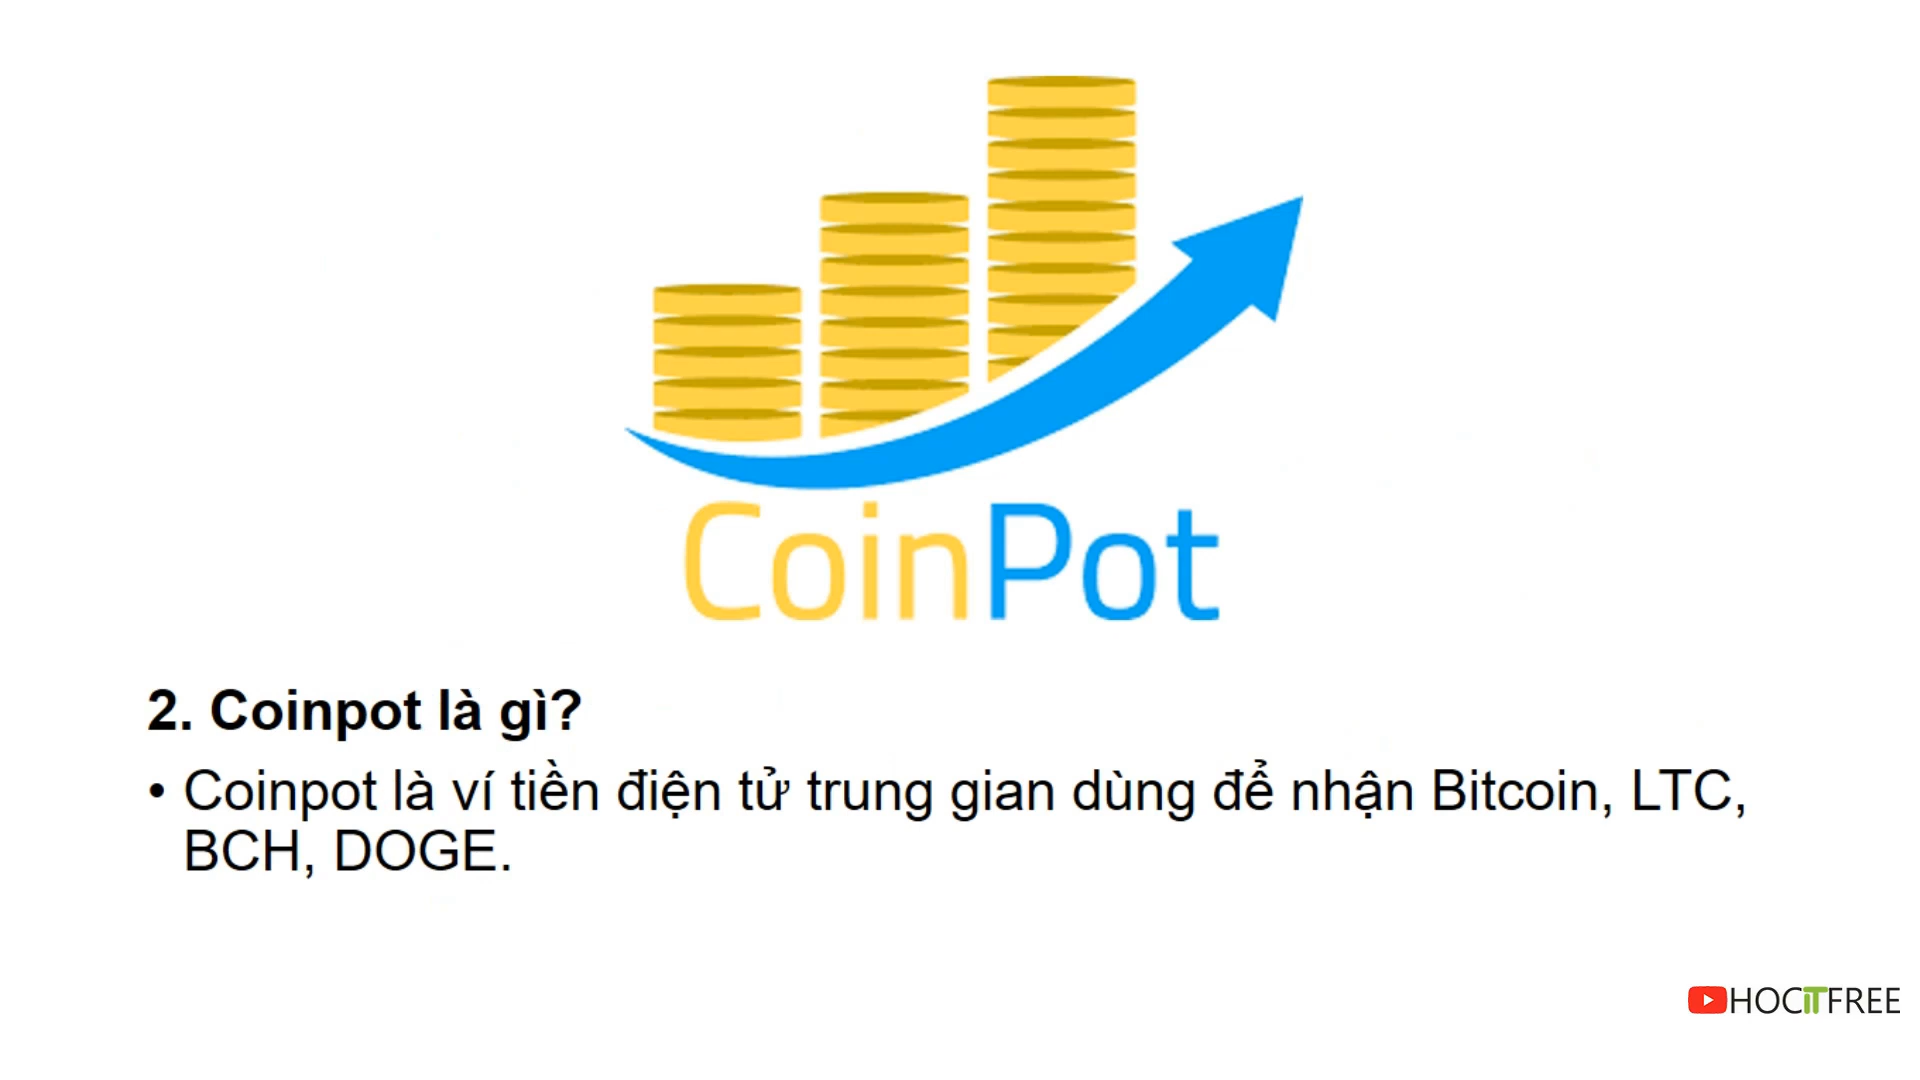 CoinPot
2. Coinpot là gì?
• Coinpot là ví tiền điện tử trung gian dùng để nhận Bitcoin, LTC,
BCH, DOGE.
HOCITFREE